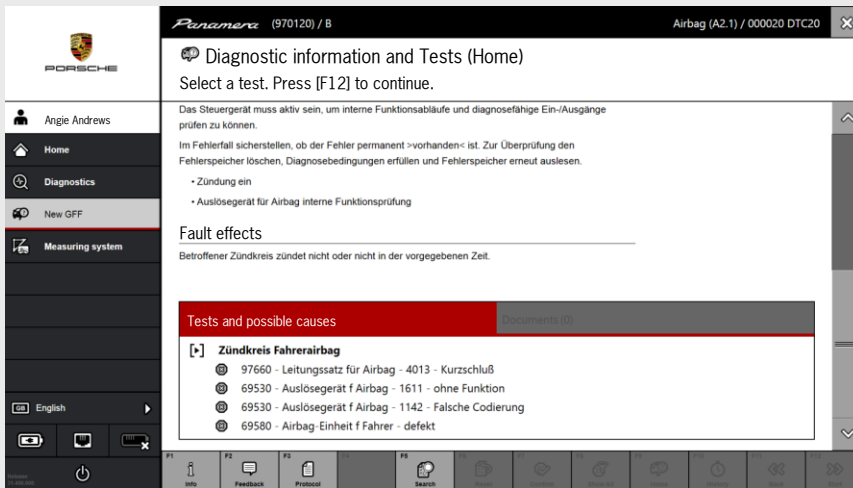 Panamera (970120) / B
Airbag (A2.1) / 000020 DTC20
PORSCHE
Diagnostic information and Tests (Home)
Select a test. Press [F12] to continue.
Angie Andrews
Home
Diagnostics
New GFF
Measuring system
Das Steuergerät muss aktiv sein, um interne Funktionsabläufe und diagnosefähige Ein-/Ausgänge
prüfen zu können.
Im Fehlerfall sicherstellen, ob der Fehler permanent >vorhanden< ist. Zur Überprüfung den
Fehlerspeicher löschen, Diagnosebedingungen erfüllen und Fehlerspeicher erneut auslesen.
• Zündung ein
• Auslösegerät für Airbag interne Funktionsprüfung
Fault effects
Betroffener Zündkreis zündet nicht oder nicht in der vorgegebenen Zeit.
Tests and possible causes
Documents (0)
Zündkreis Fahrerairbag
97660 - Leitungssatz für Airbag - 4013 - Kurzschluß
69530 - Auslösegerät f Airbag - 1611 - ohne Funktion
69530 - Auslösegerät f Airbag - 1142 - Falsche Codierung
69580 - Airbag-Einheit f Fahrer - defekt
GB English
F1 Info
F2 Feedback
F3 Protocol
Search